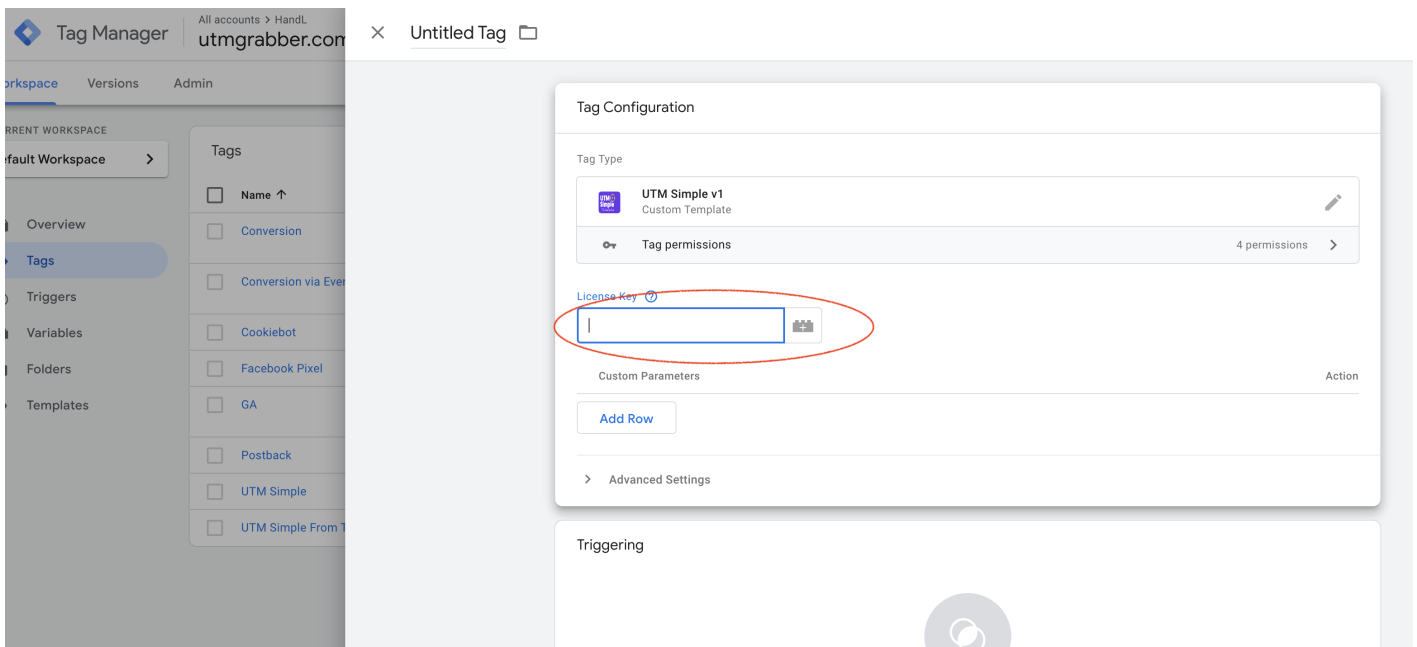 Tag Manager
All accounts > HandL
utmgrabber.com
Untitled Tag
orkspace
Versions
Admin
RRENT WORKSPACE
efault Workspace
Overview
Tags
Triggers
Variables
Folders
Templates
Tags
Name
Conversion
Conversion via Ever
Cookiebot
Facebook Pixel
GA
Postback
UTM Simple
UTM Simple From T
Tag Configuration
Tag Type
UTM Simple
UTM Simple v1
Custom Template
Tag permissions
4 permissions
License Key
Custom Parameters
Action
Add Row
Advanced Settings
Triggering